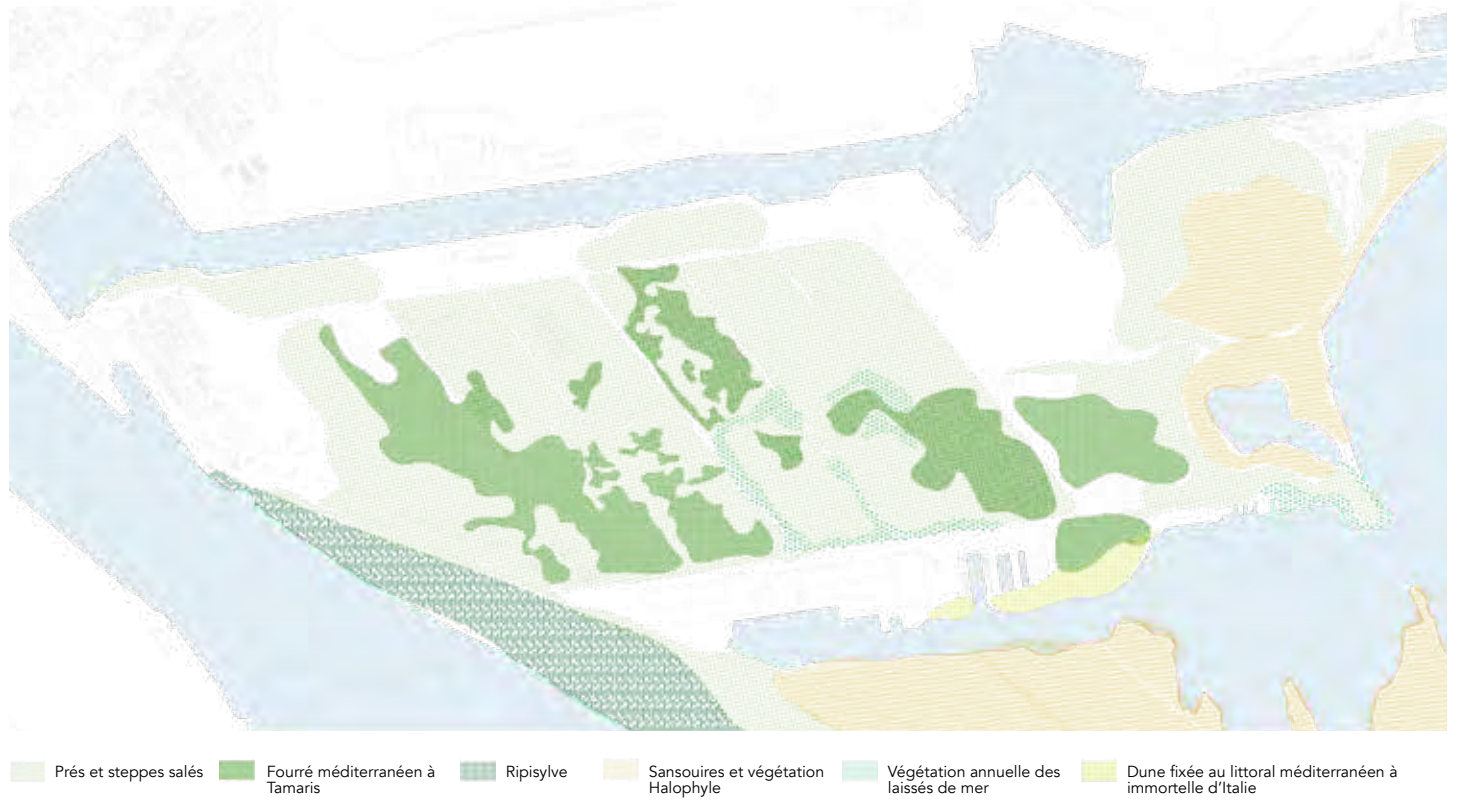 Prés et steppes salés
Fourré méditerranéen à
Tamaris
Ripisylve
Sansouires et végétation
Halophyle
Végétation annuelle des
laissés de mer
Dune fixée au littoral méditerranéen à
immortelle d'Italie